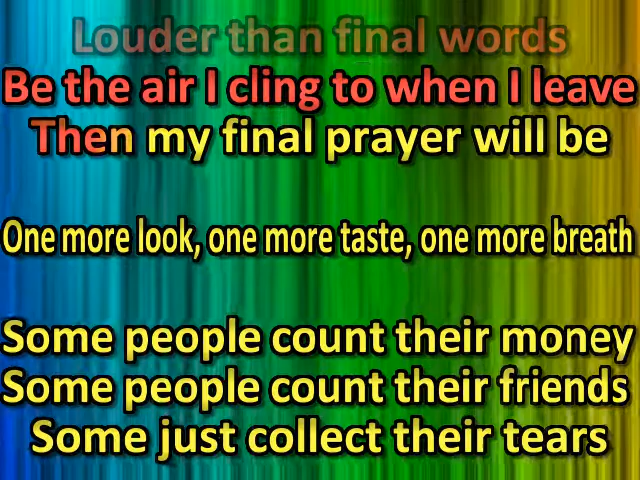 Louder than final words
Be the air I cling to when I leave
Then my final prayer will be
One more look, one more taste, one more breath
Some people count their money
Some people count their friends
Some just collect their tears